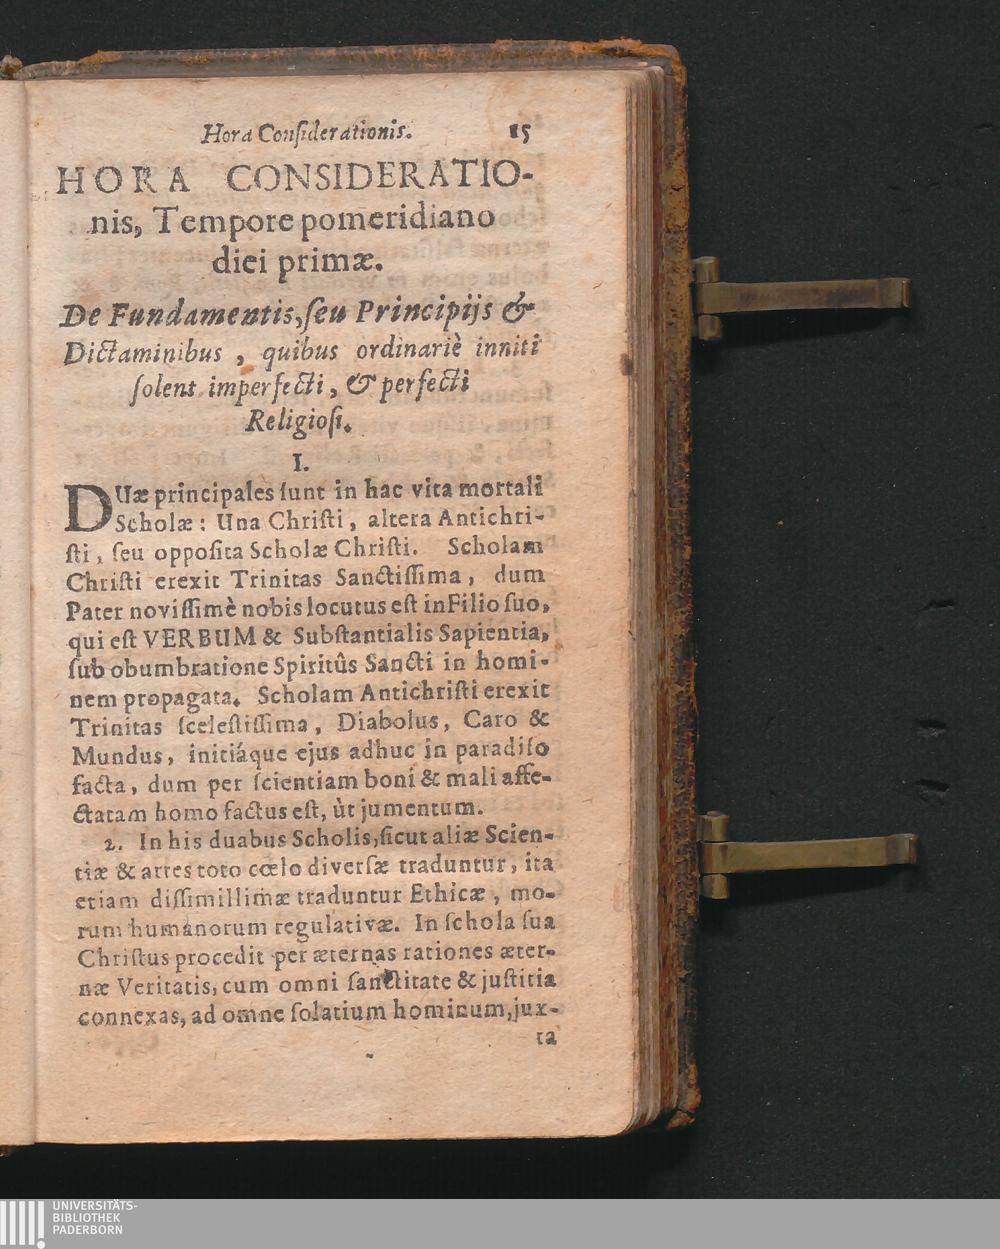 Hora Conſiderationis. 15
HORA CONSIDERATIO-
nis, Tempore pomeridiano
diei primæ.
De Fundamentis, ſeu Principijs &
Dictaminibus, quibus ordinariè inniti
ſolent imperfecti, & perfecti
Religioſi.
I.
DUæ principales ſunt in hac vita mortali
Scholæ: Una Chriſti, altera Antichri-
ſti, ſeu oppoſita Scholæ Chriſti. Scholam
Chriſti erexit Trinitas Sanctiſſima, dum
Pater noviſſimè nobis locutus eſt in Filio ſuo,
qui eſt VERBUM & Subſtantialis Sapientia,
ſub obumbratione Spiritûs Sancti in homi-
nem propagata. Scholam Antichriſti erexit
Trinitas ſceleſtiſſima, Diabolus, Caro &
Mundus, initiáque ejus adhuc in paradiſo
facta, dum per ſcientiam boni & mali affe-
ctatam homo factus eſt, ùt jumentum.
2. In his duabus Scholis, ſicut aliæ Scien-
tiæ & artes toto cœlo diverſæ traduntur, ita
etiam diſſimillimæ traduntur Ethicæ, mo-
rum humanorum regulativæ. In ſchola ſua
Chriſtus procedit per æternas rationes æter-
næ Veritatis, cum omni ſanctitate & juſtitia
connexas, ad omne ſolatium hominum, jux-
ta
UNIVERSITÄTS-
BIBLIOTHEK
PADERBORN